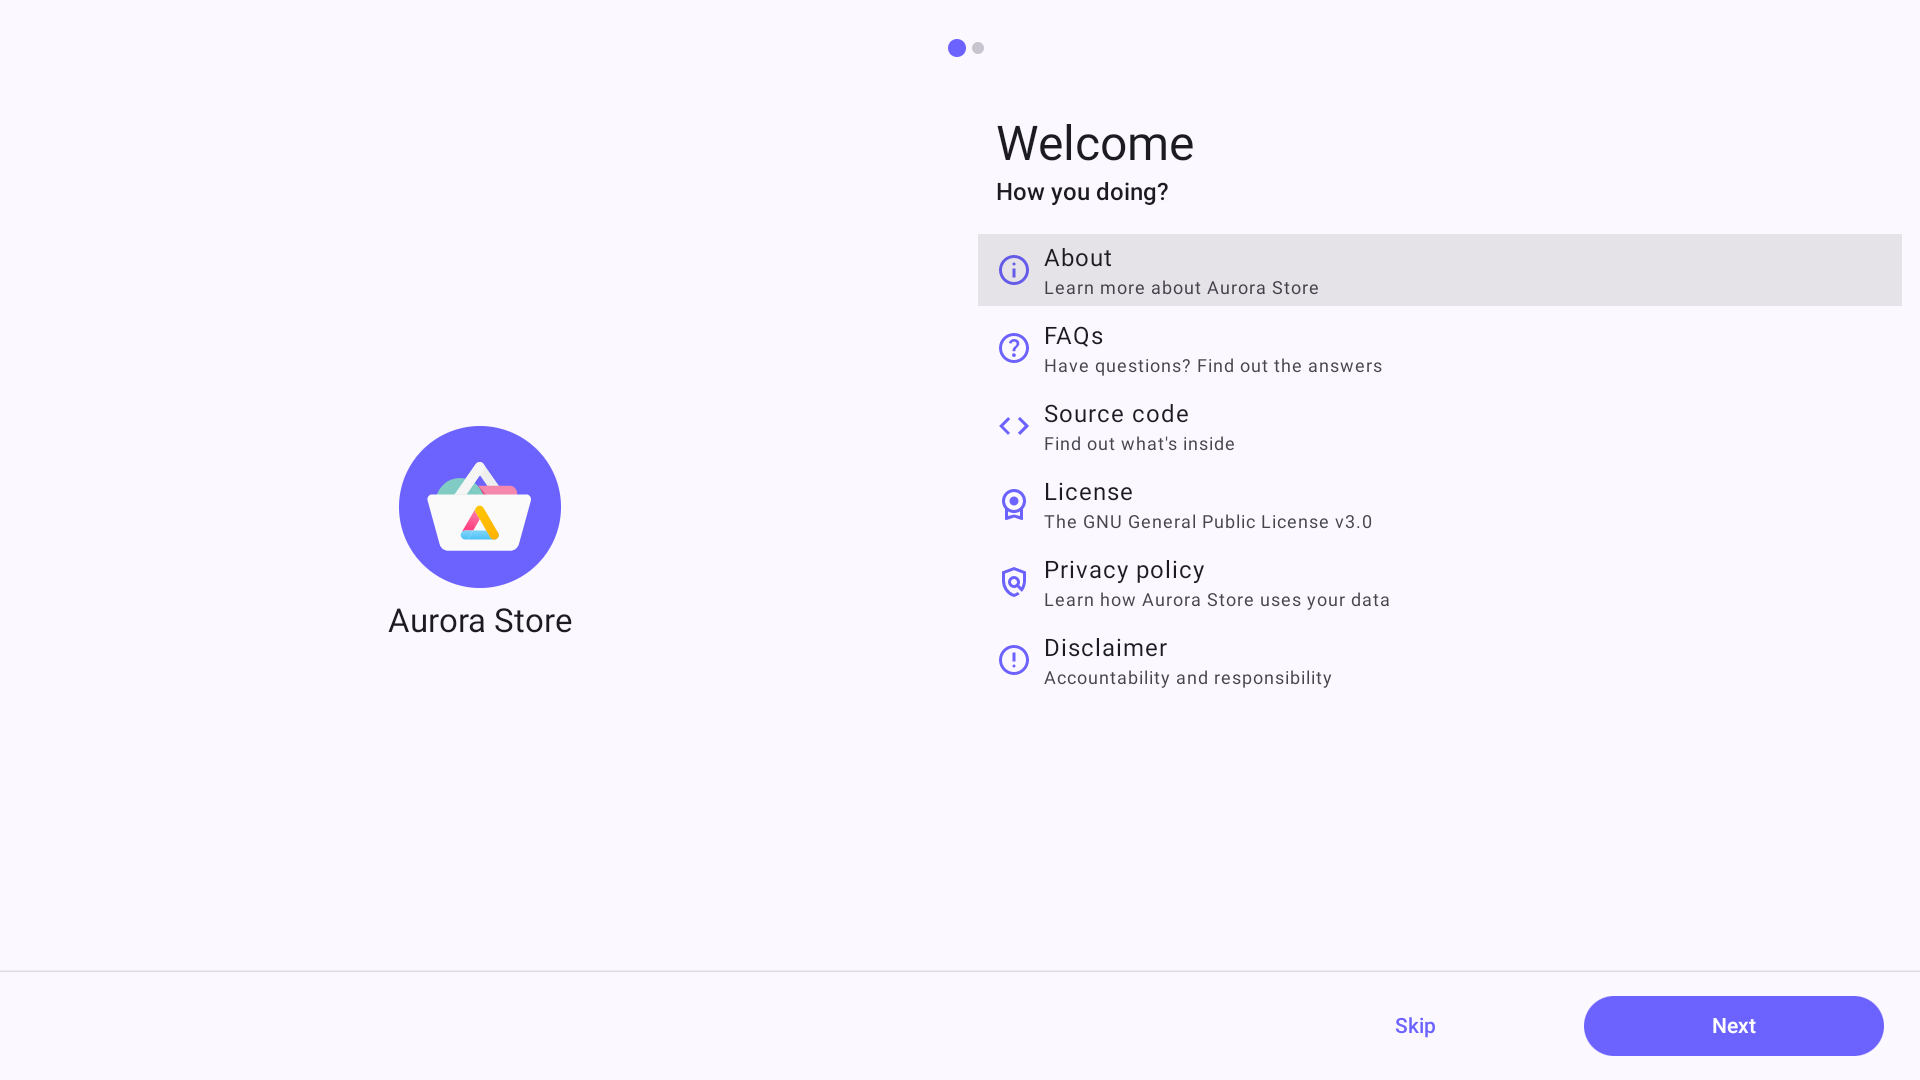 Welcome
How you doing?
About
Learn more about Aurora Store
FAQs
Have questions? Find out the answers
Source code
Find out what's inside
License
The GNU General Public License v3.0
Privacy policy
Learn how Aurora Store uses your data
Disclaimer
Accountability and responsibility
Aurora Store
Skip
Next